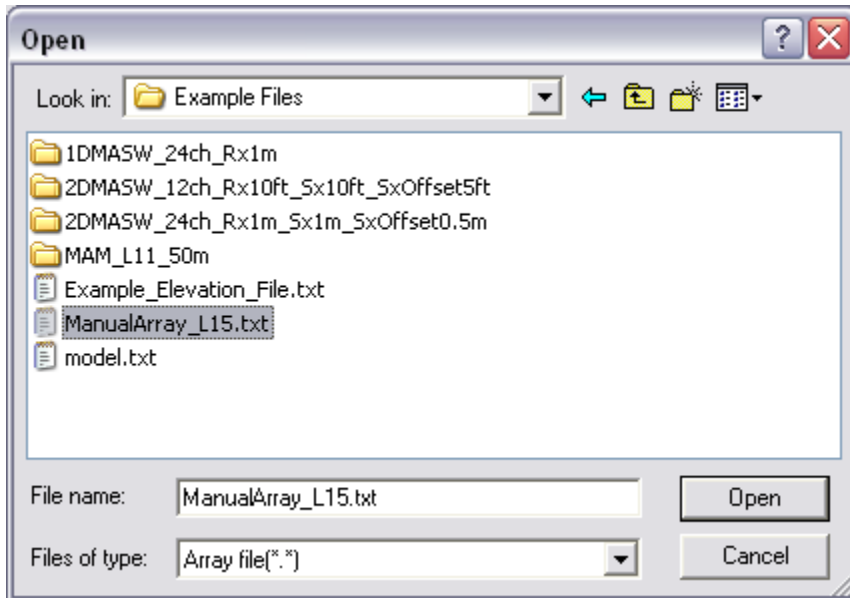 Open
Look in: Example Files
1DMASW_24ch_Rx1m
2DMASW_12ch_Rx10ft_Sx10ft_SxOffset5ft
2DMASW_24ch_Rx1m_Sx1m_SxOffset0.5m
MAM_L11_50m
Example_Elevation_File.txt
ManualArray_L15.txt
model.txt
File name: ManualArray_L15.txt Open
Files of type: Array file(*.*) Cancel